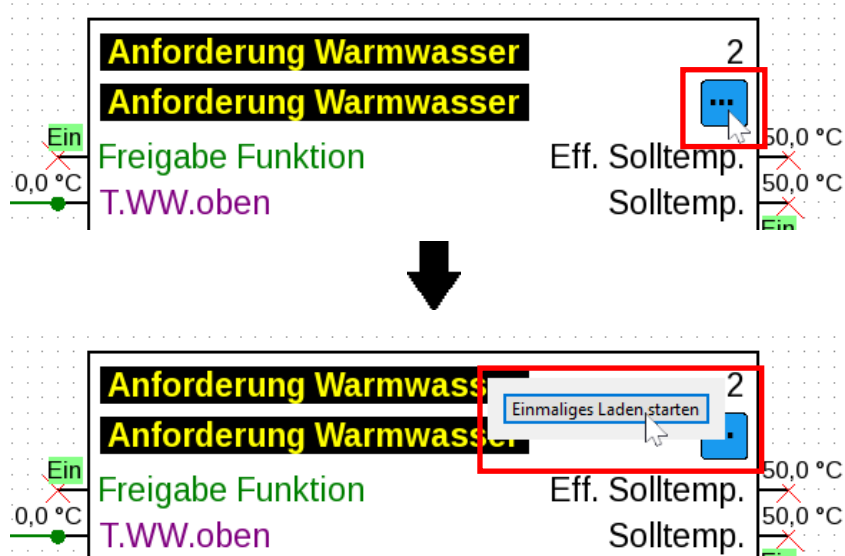 Anforderung Warmwasser 2
Anforderung Warmwasser ...
Ein 50,0 °C
Freigabe Funktion Eff. Solltemp.
0,0 °C 50,0 °C
T.WW.oben Solltemp.
Ein
Anforderung Warmwass 2
Einmaliges Laden starten
Anforderung Warmwasser
Ein 50,0 °C
Freigabe Funktion Eff. Solltemp.
0,0 °C 50,0 °C
T.WW.oben Solltemp.